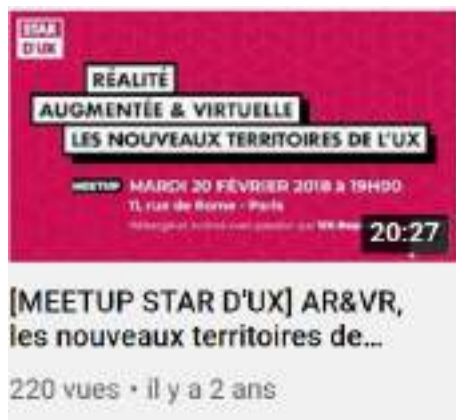 STAR
D'UX
RÉALITÉ
AUGMENTÉE & VIRTUELLE
LES NOUVEAUX TERRITOIRES DE L'UX
MEETUP MARDI 20 FÉVRIER 2018 à 19H00
11, rue de Rome - Paris
20:27
[MEETUP STAR D'UX] AR&VR,
les nouveaux territoires de...
220 vues • il y a 2 ans